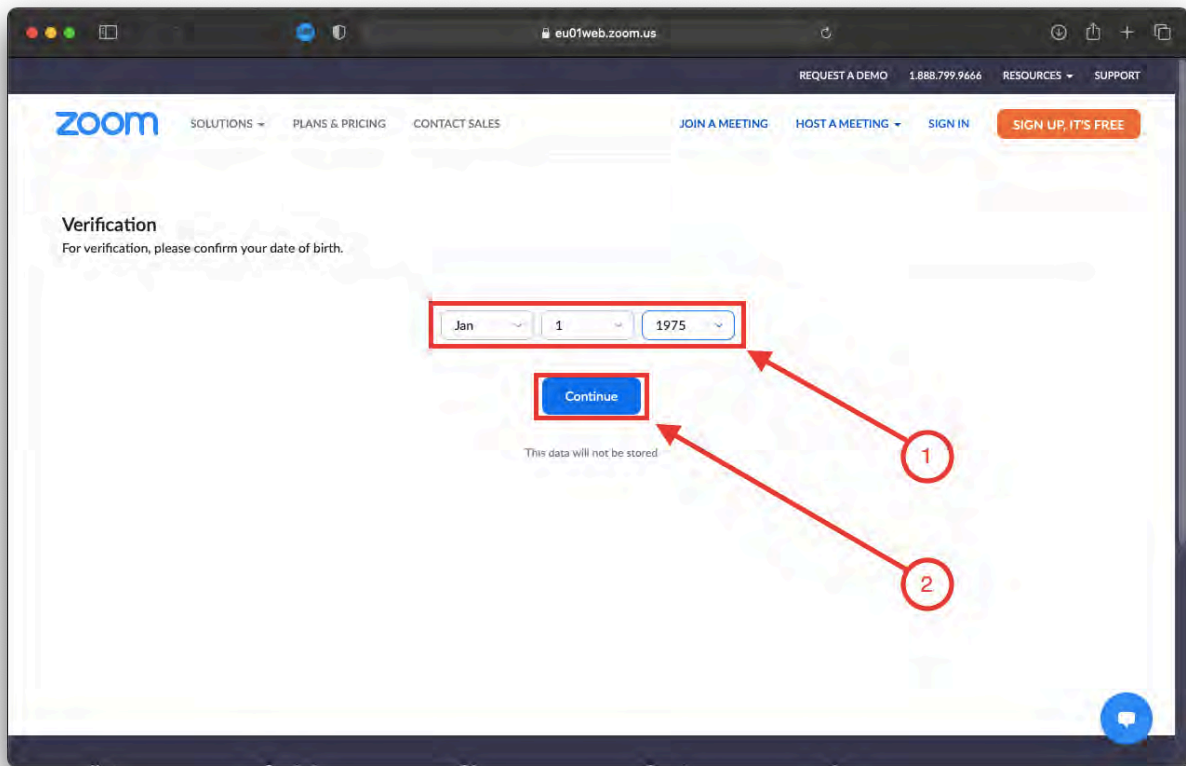 eu01web.zoom.us
REQUEST A DEMO 1.888.799.9666 RESOURCES SUPPORT
zoom SOLUTIONS PLANS & PRICING CONTACT SALES JOIN A MEETING HOST A MEETING SIGN IN SIGN UP, IT'S FREE
Verification
For verification, please confirm your date of birth.
Jan 1 1975
Continue
This data will not be stored
1
2